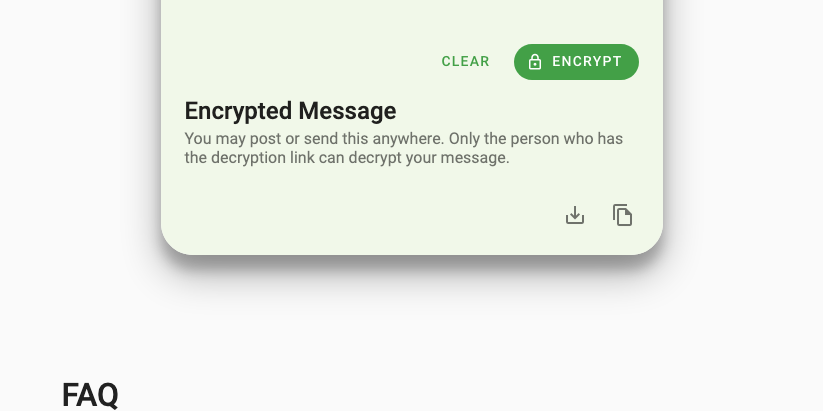 CLEAR ENCRYPT
Encrypted Message
You may post or send this anywhere. Only the person who has
the decryption link can decrypt your message.
FAQ